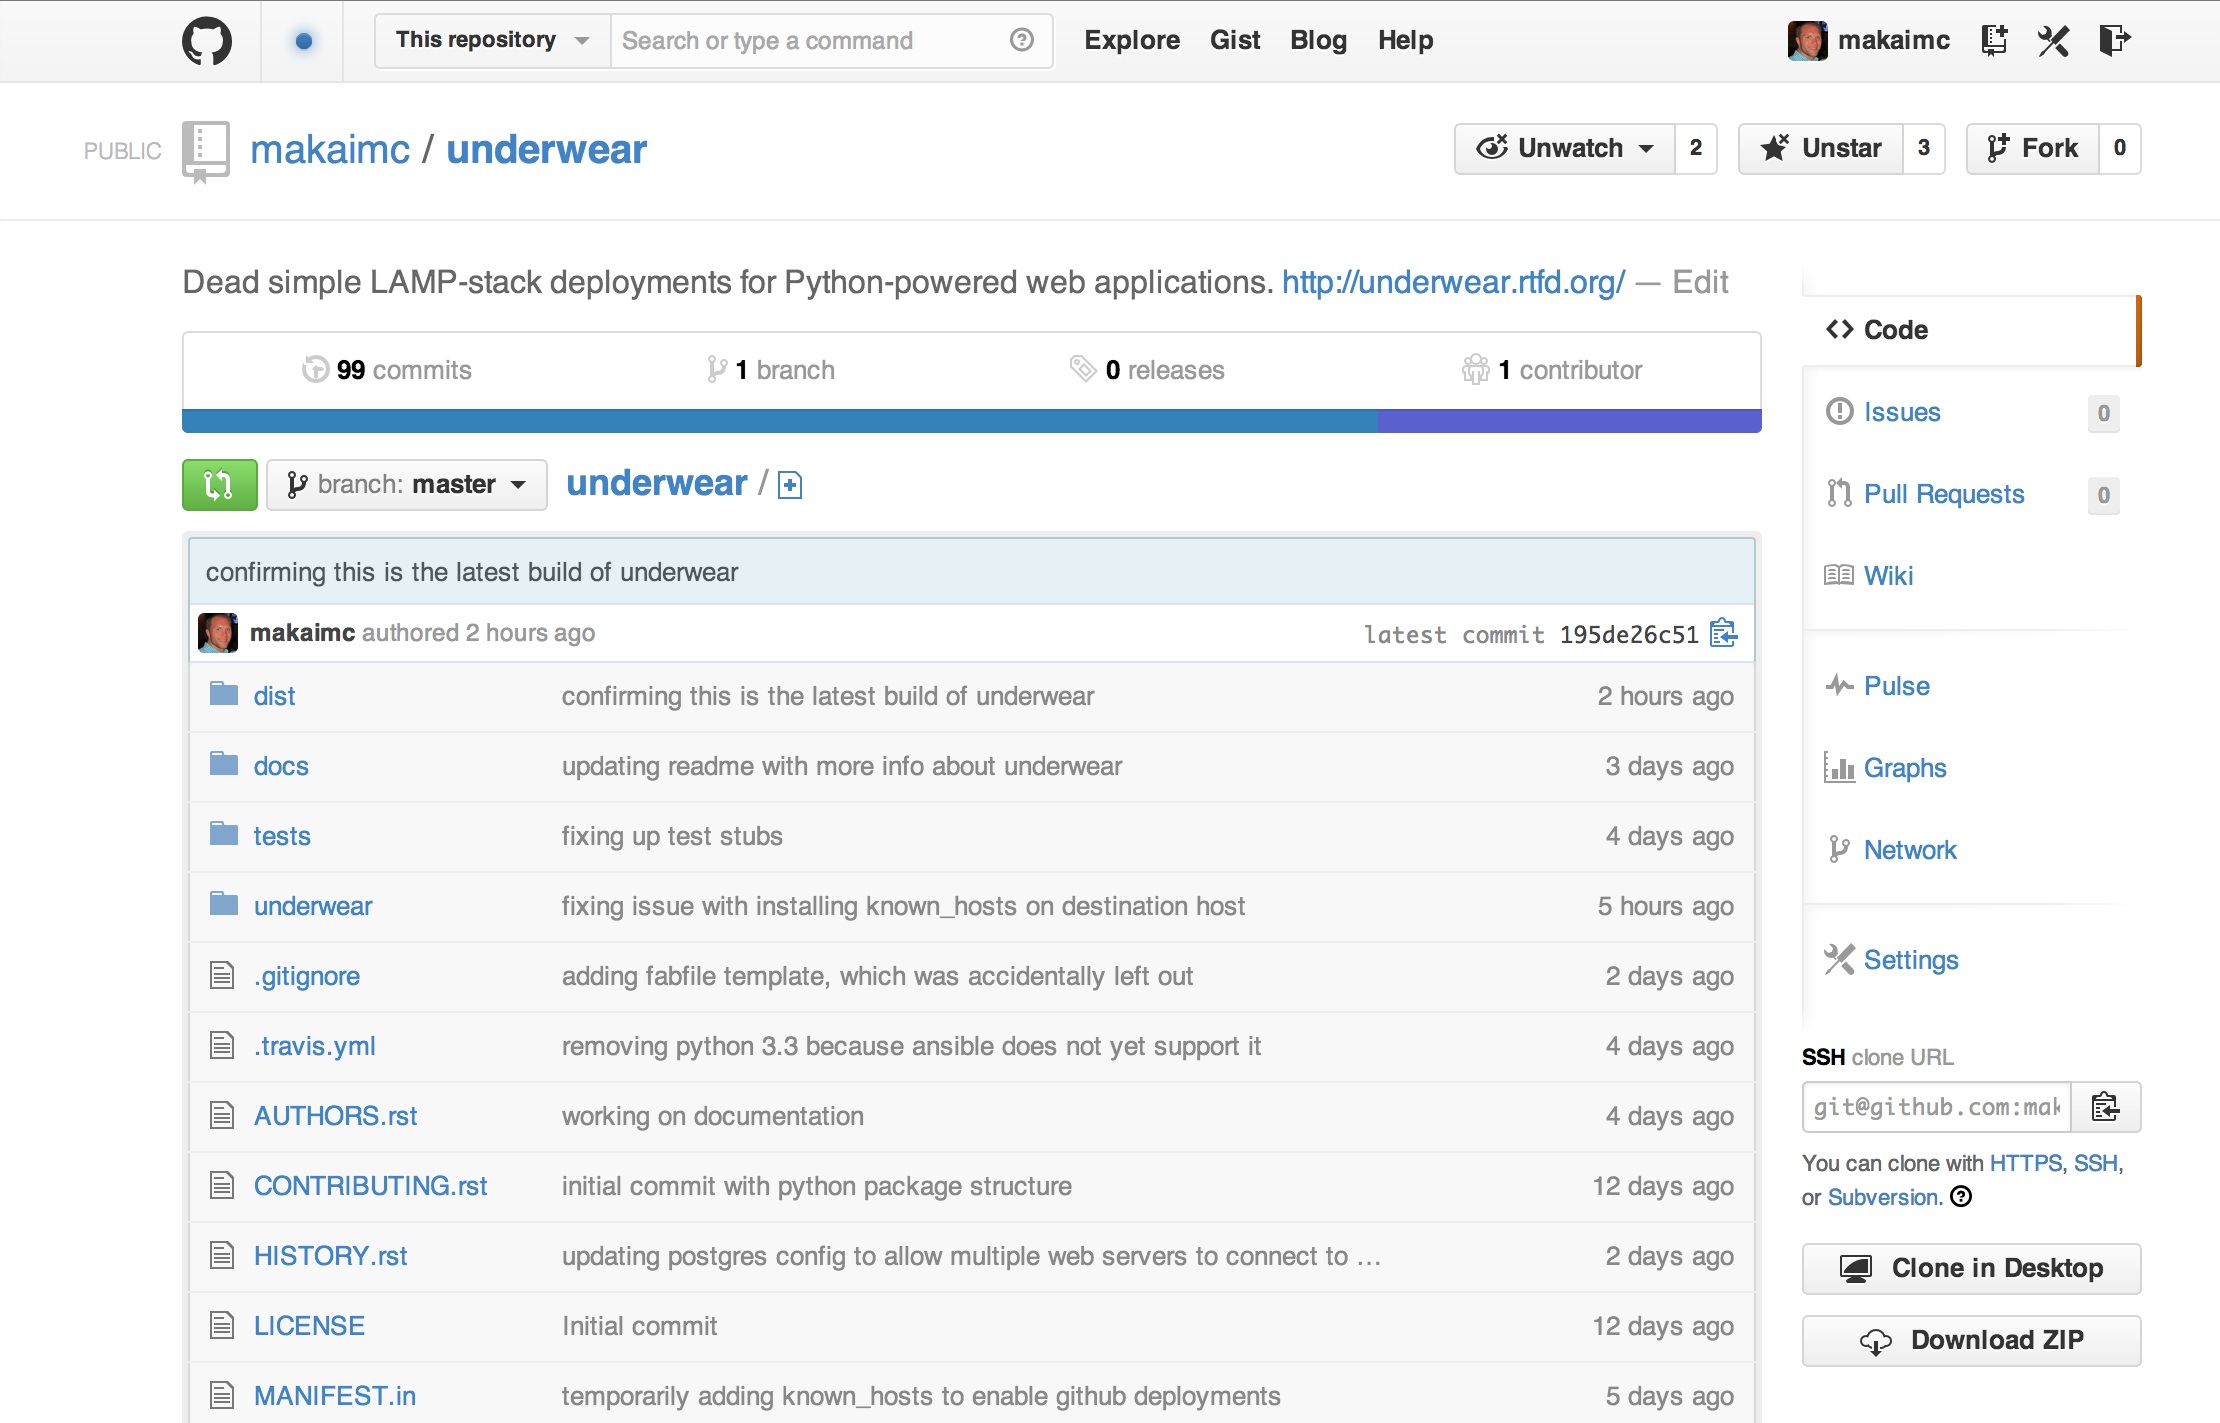 This repository Search or type a command Explore Gist Blog Help makaimc
PUBLIC makaimc / underwear Unwatch 2 Unstar 3 Fork 0
Dead simple LAMP-stack deployments for Python-powered web applications. http://underwear.rtfd.org/ — Edit
99 commits 1 branch 0 releases 1 contributor
branch: master underwear /
confirming this is the latest build of underwear
makaimc authored 2 hours ago latest commit 195de26c51
dist confirming this is the latest build of underwear 2 hours ago
docs updating readme with more info about underwear 3 days ago
tests fixing up test stubs 4 days ago
underwear fixing issue with installing known_hosts on destination host 5 hours ago
.gitignore adding fabfile template, which was accidentally left out 2 days ago
.travis.yml removing python 3.3 because ansible does not yet support it 4 days ago
AUTHORS.rst working on documentation 4 days ago
CONTRIBUTING.rst initial commit with python package structure 12 days ago
HISTORY.rst updating postgres config to allow multiple web servers to connect to … 2 days ago
LICENSE Initial commit 12 days ago
MANIFEST.in temporarily adding known_hosts to enable github deployments 5 days ago
Code
Issues 0
Pull Requests 0
Wiki
Pulse
Graphs
Network
Settings
SSH clone URL
git@github.com:mak
You can clone with HTTPS, SSH,
or Subversion.
Clone in Desktop
Download ZIP